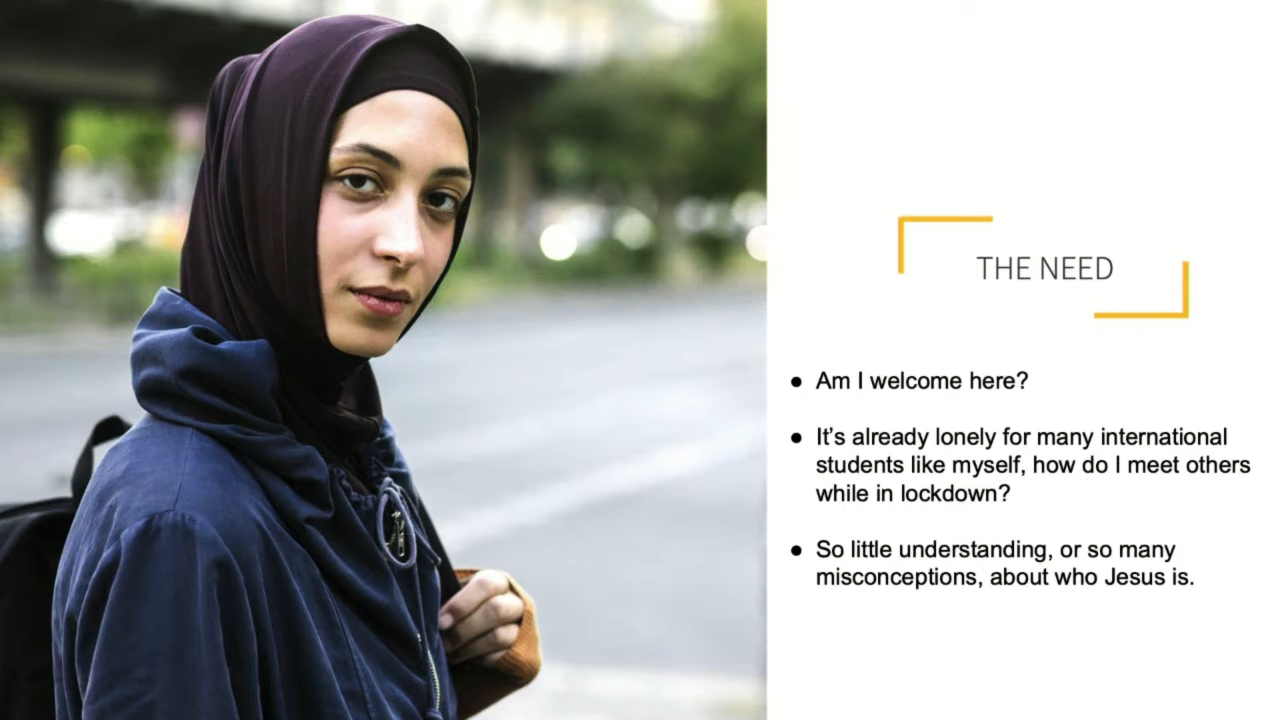 THE NEED
● Am I welcome here?
● It’s already lonely for many international
students like myself, how do I meet others
while in lockdown?
● So little understanding, or so many
misconceptions, about who Jesus is.